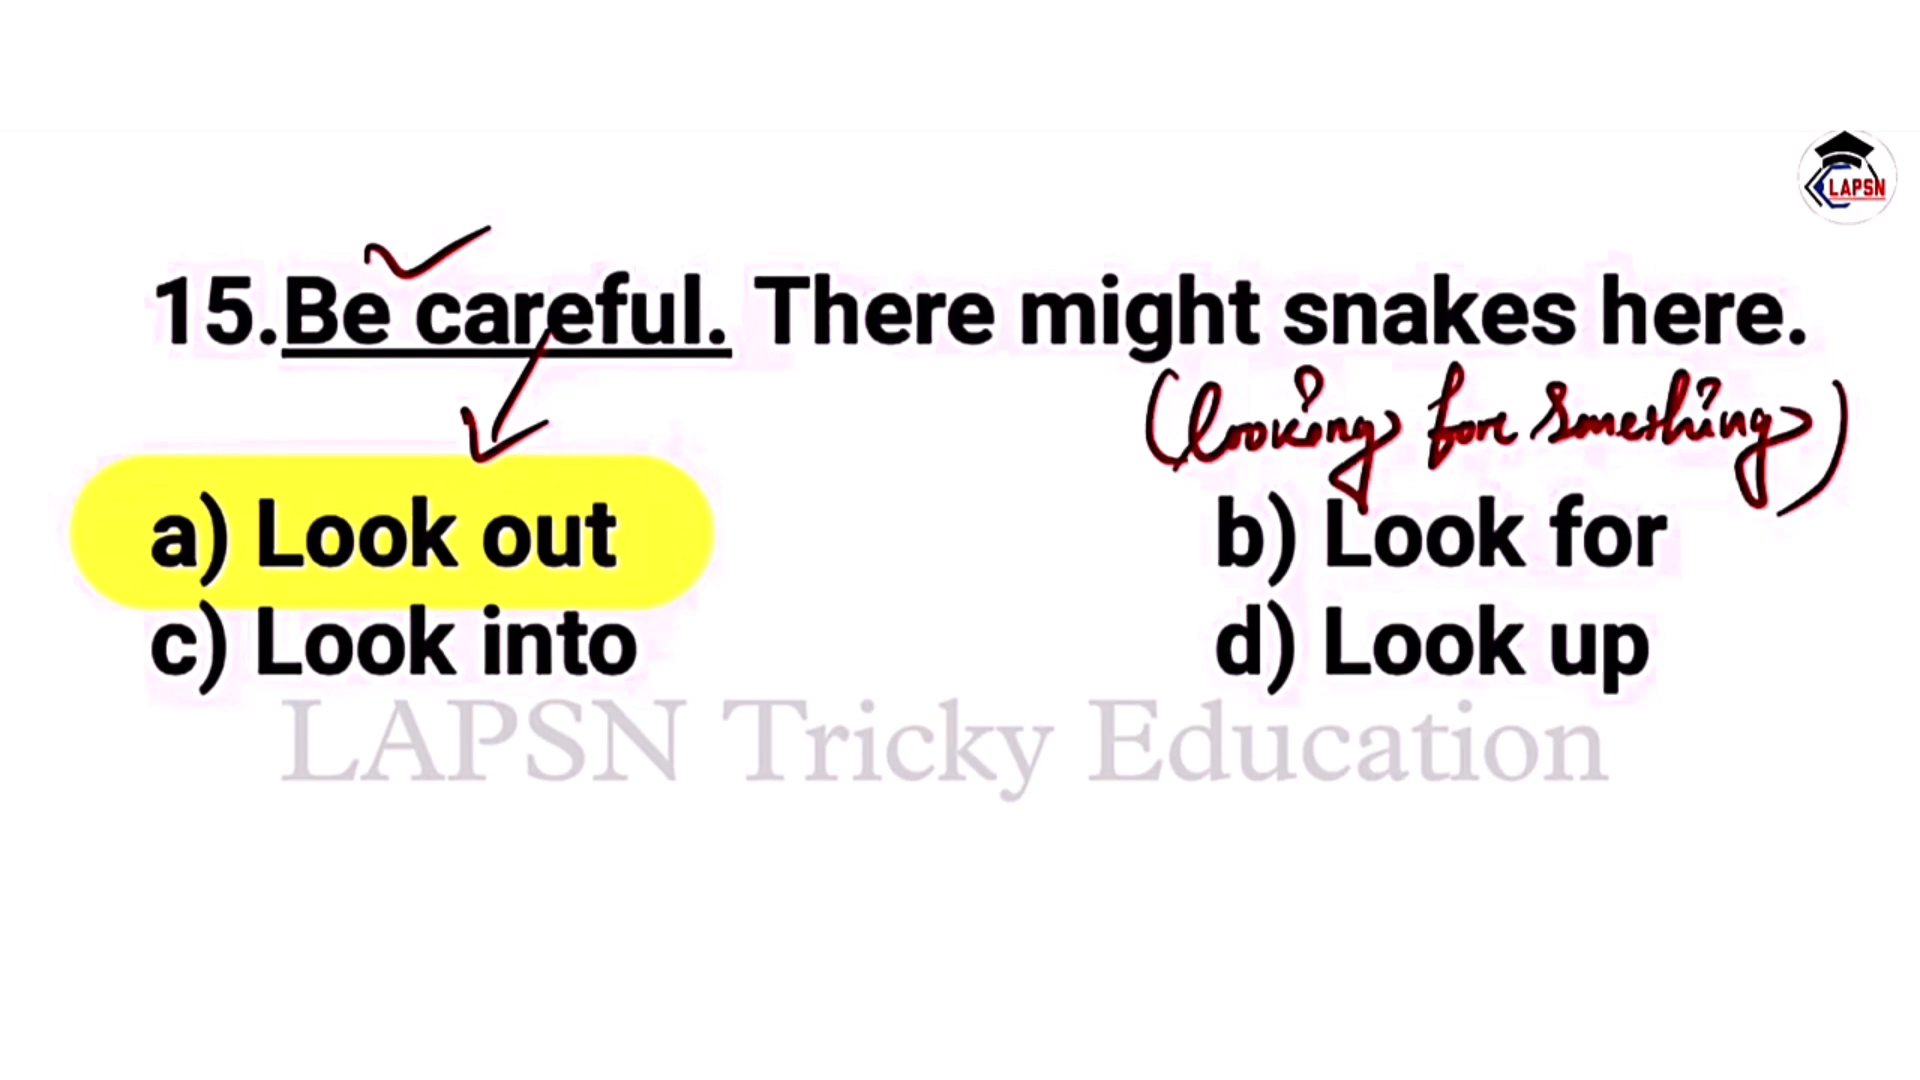 LAPSN
15.Be careful. There might snakes here.
(looking for something)
a) Look out b) Look for
c) Look into d) Look up
LAPSN Tricky Education